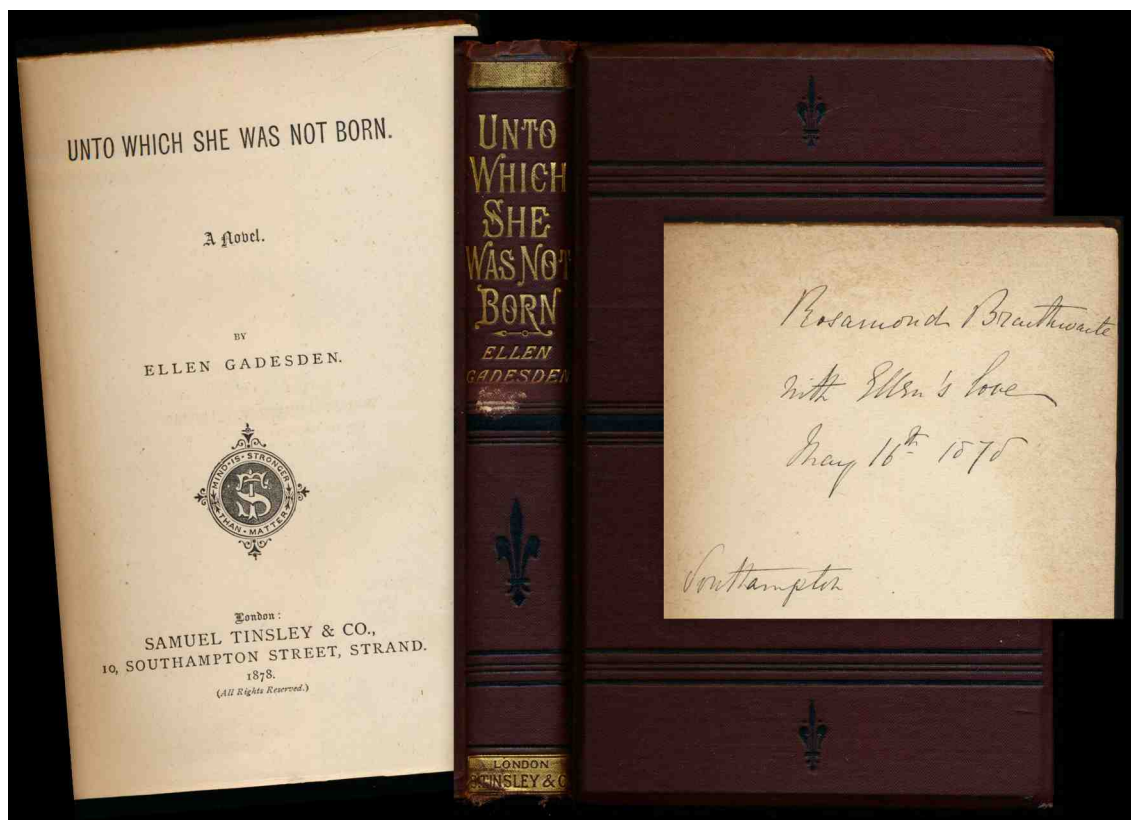 UNTO WHICH SHE WAS NOT BORN.
A Novel.
BY
ELLEN GADESDEN.
MIND·IS·STRONGER
THAN·MATTER
London:
SAMUEL TINSLEY & CO.,
10, SOUTHAMPTON STREET, STRAND.
1878.
(All Rights Reserved.)
UNTO
WHICH
SHE
WAS NOT
BORN
ELLEN
GADESDEN
LONDON
S.TINSLEY & C
Rosamond Braithwaite
with Ellen's love
May 16th 1878
Southampton